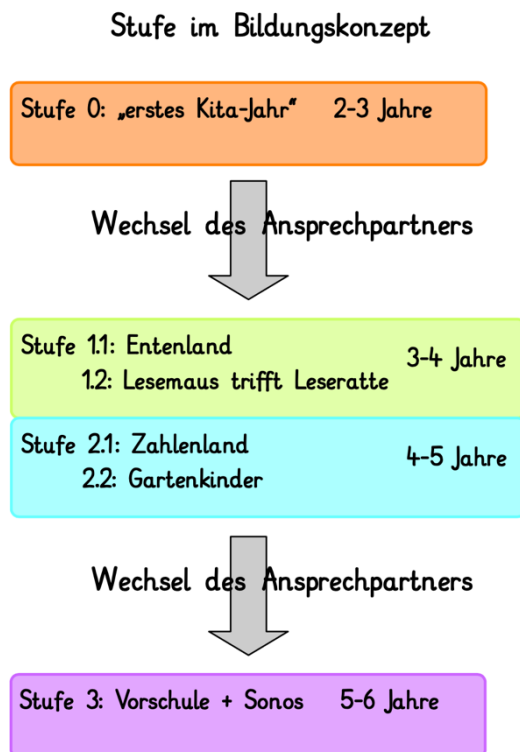 Stufe im Bildungskonzept
Stufe 0: „erstes Kita-Jahr“ 2-3 Jahre
Wechsel des Ansprechpartners
Stufe 1.1: Entenland
3-4 Jahre
1.2: Lesemaus trifft Leseratte
Stufe 2.1: Zahlenland
4-5 Jahre
2.2: Gartenkinder
Wechsel des Ansprechpartners
Stufe 3: Vorschule + Sonos 5-6 Jahre